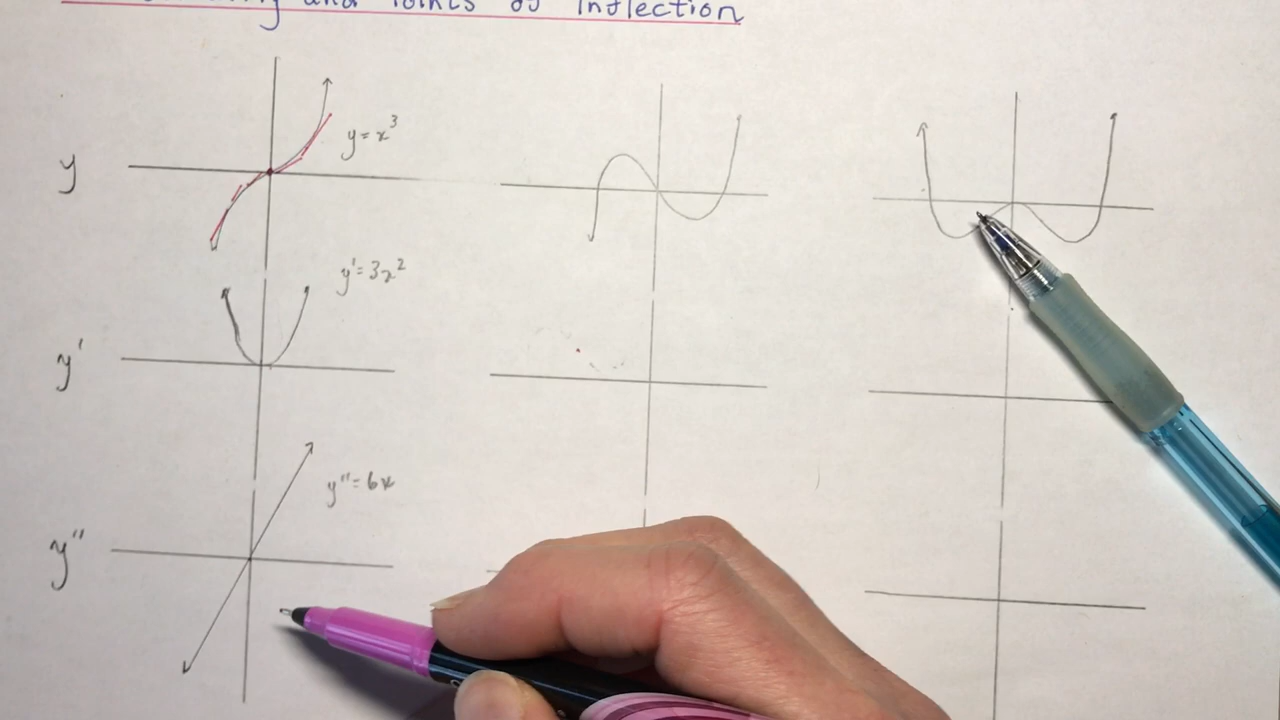 and Points of Inflection
y
y = x³
y'
y' = 3x²
y''
y'' = 6x